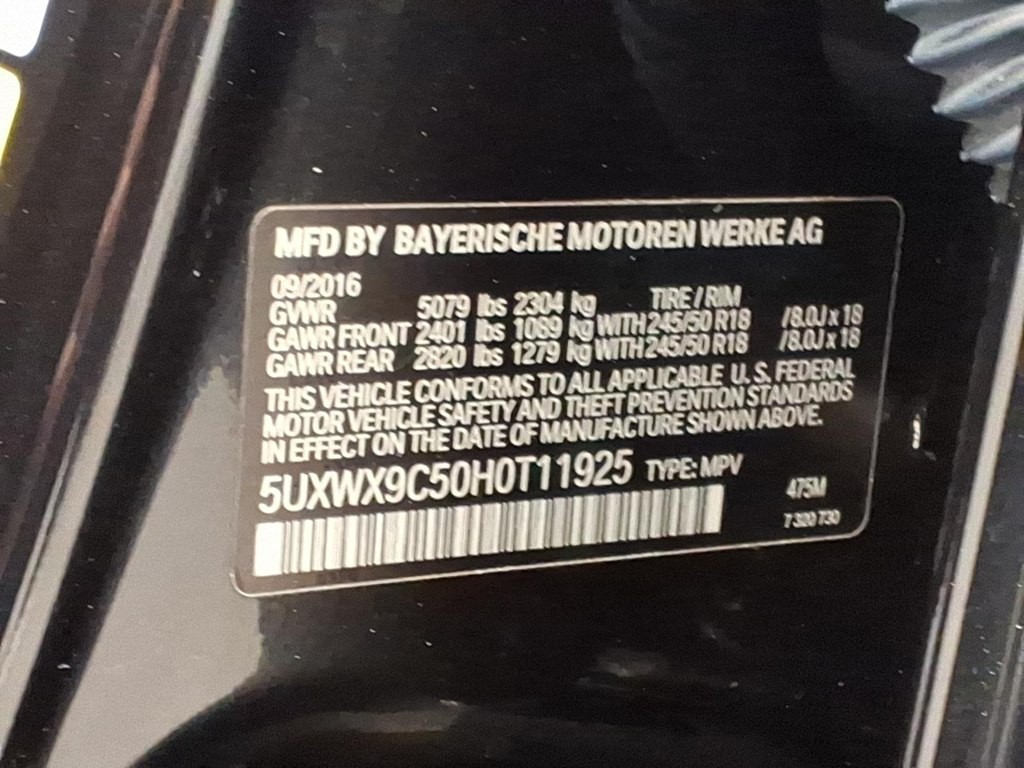 MFD BY BAYERISCHE MOTOREN WERKE AG
09/2016
GVWR 5079 lbs 2304 kg TIRE / RIM
GAWR FRONT 2401 lbs 1089 kg WITH 245/50 R18 /8.0J x 18
GAWR REAR 2820 lbs 1279 kg WITH 245/50 R18 /8.0J x 18
THIS VEHICLE CONFORMS TO ALL APPLICABLE U. S. FEDERAL
MOTOR VEHICLE SAFETY AND THEFT PREVENTION STANDARDS
IN EFFECT ON THE DATE OF MANUFACTURE SHOWN ABOVE.
5UXWX9C50H0T11925 TYPE: MPV
475M
7 320 730